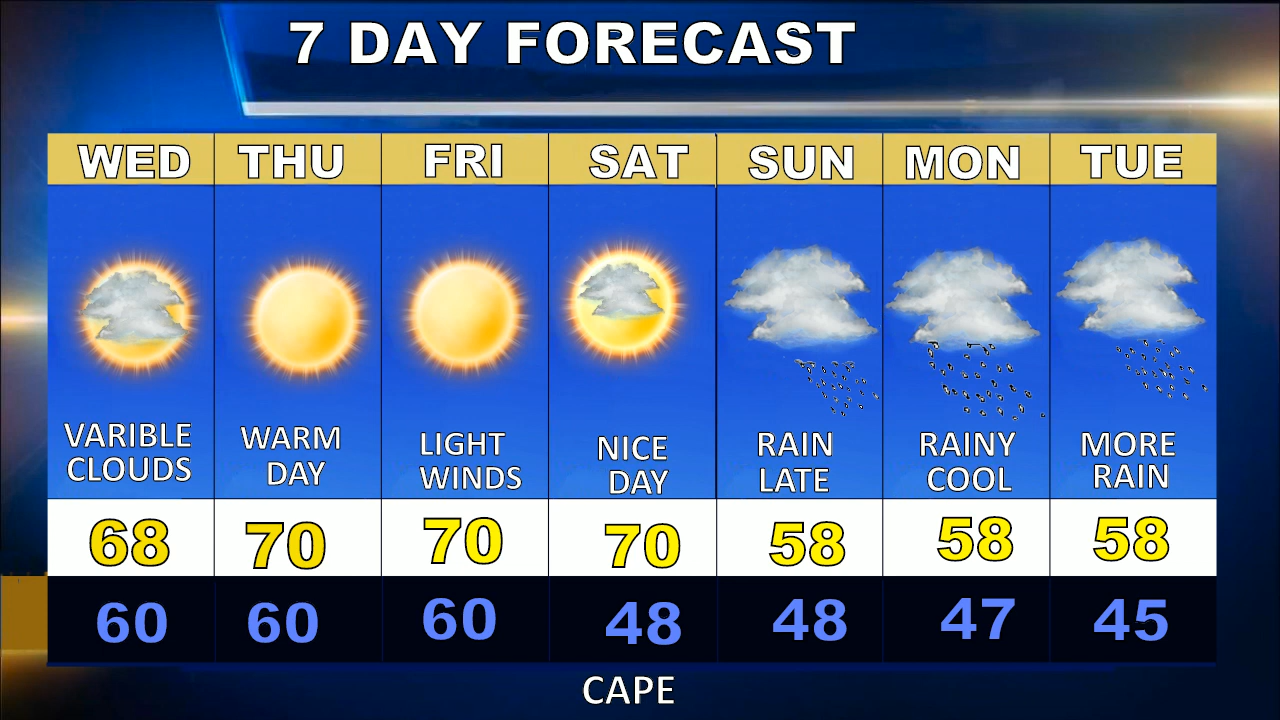 7 DAY FORECAST
WED THU FRI SAT SUN MON TUE
VARIBLE CLOUDS
WARM DAY
LIGHT WINDS
NICE DAY
RAIN LATE
RAINY COOL
MORE RAIN
68 70 70 70 58 58 58
60 60 60 48 48 47 45
CAPE